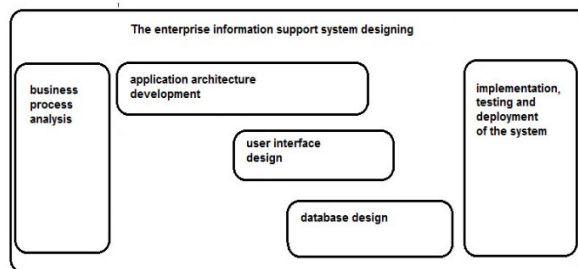 The enterprise information support system designing
business
process
analysis
application architecture
development
user interface
design
database design
implementation,
testing and
deployment
of the system